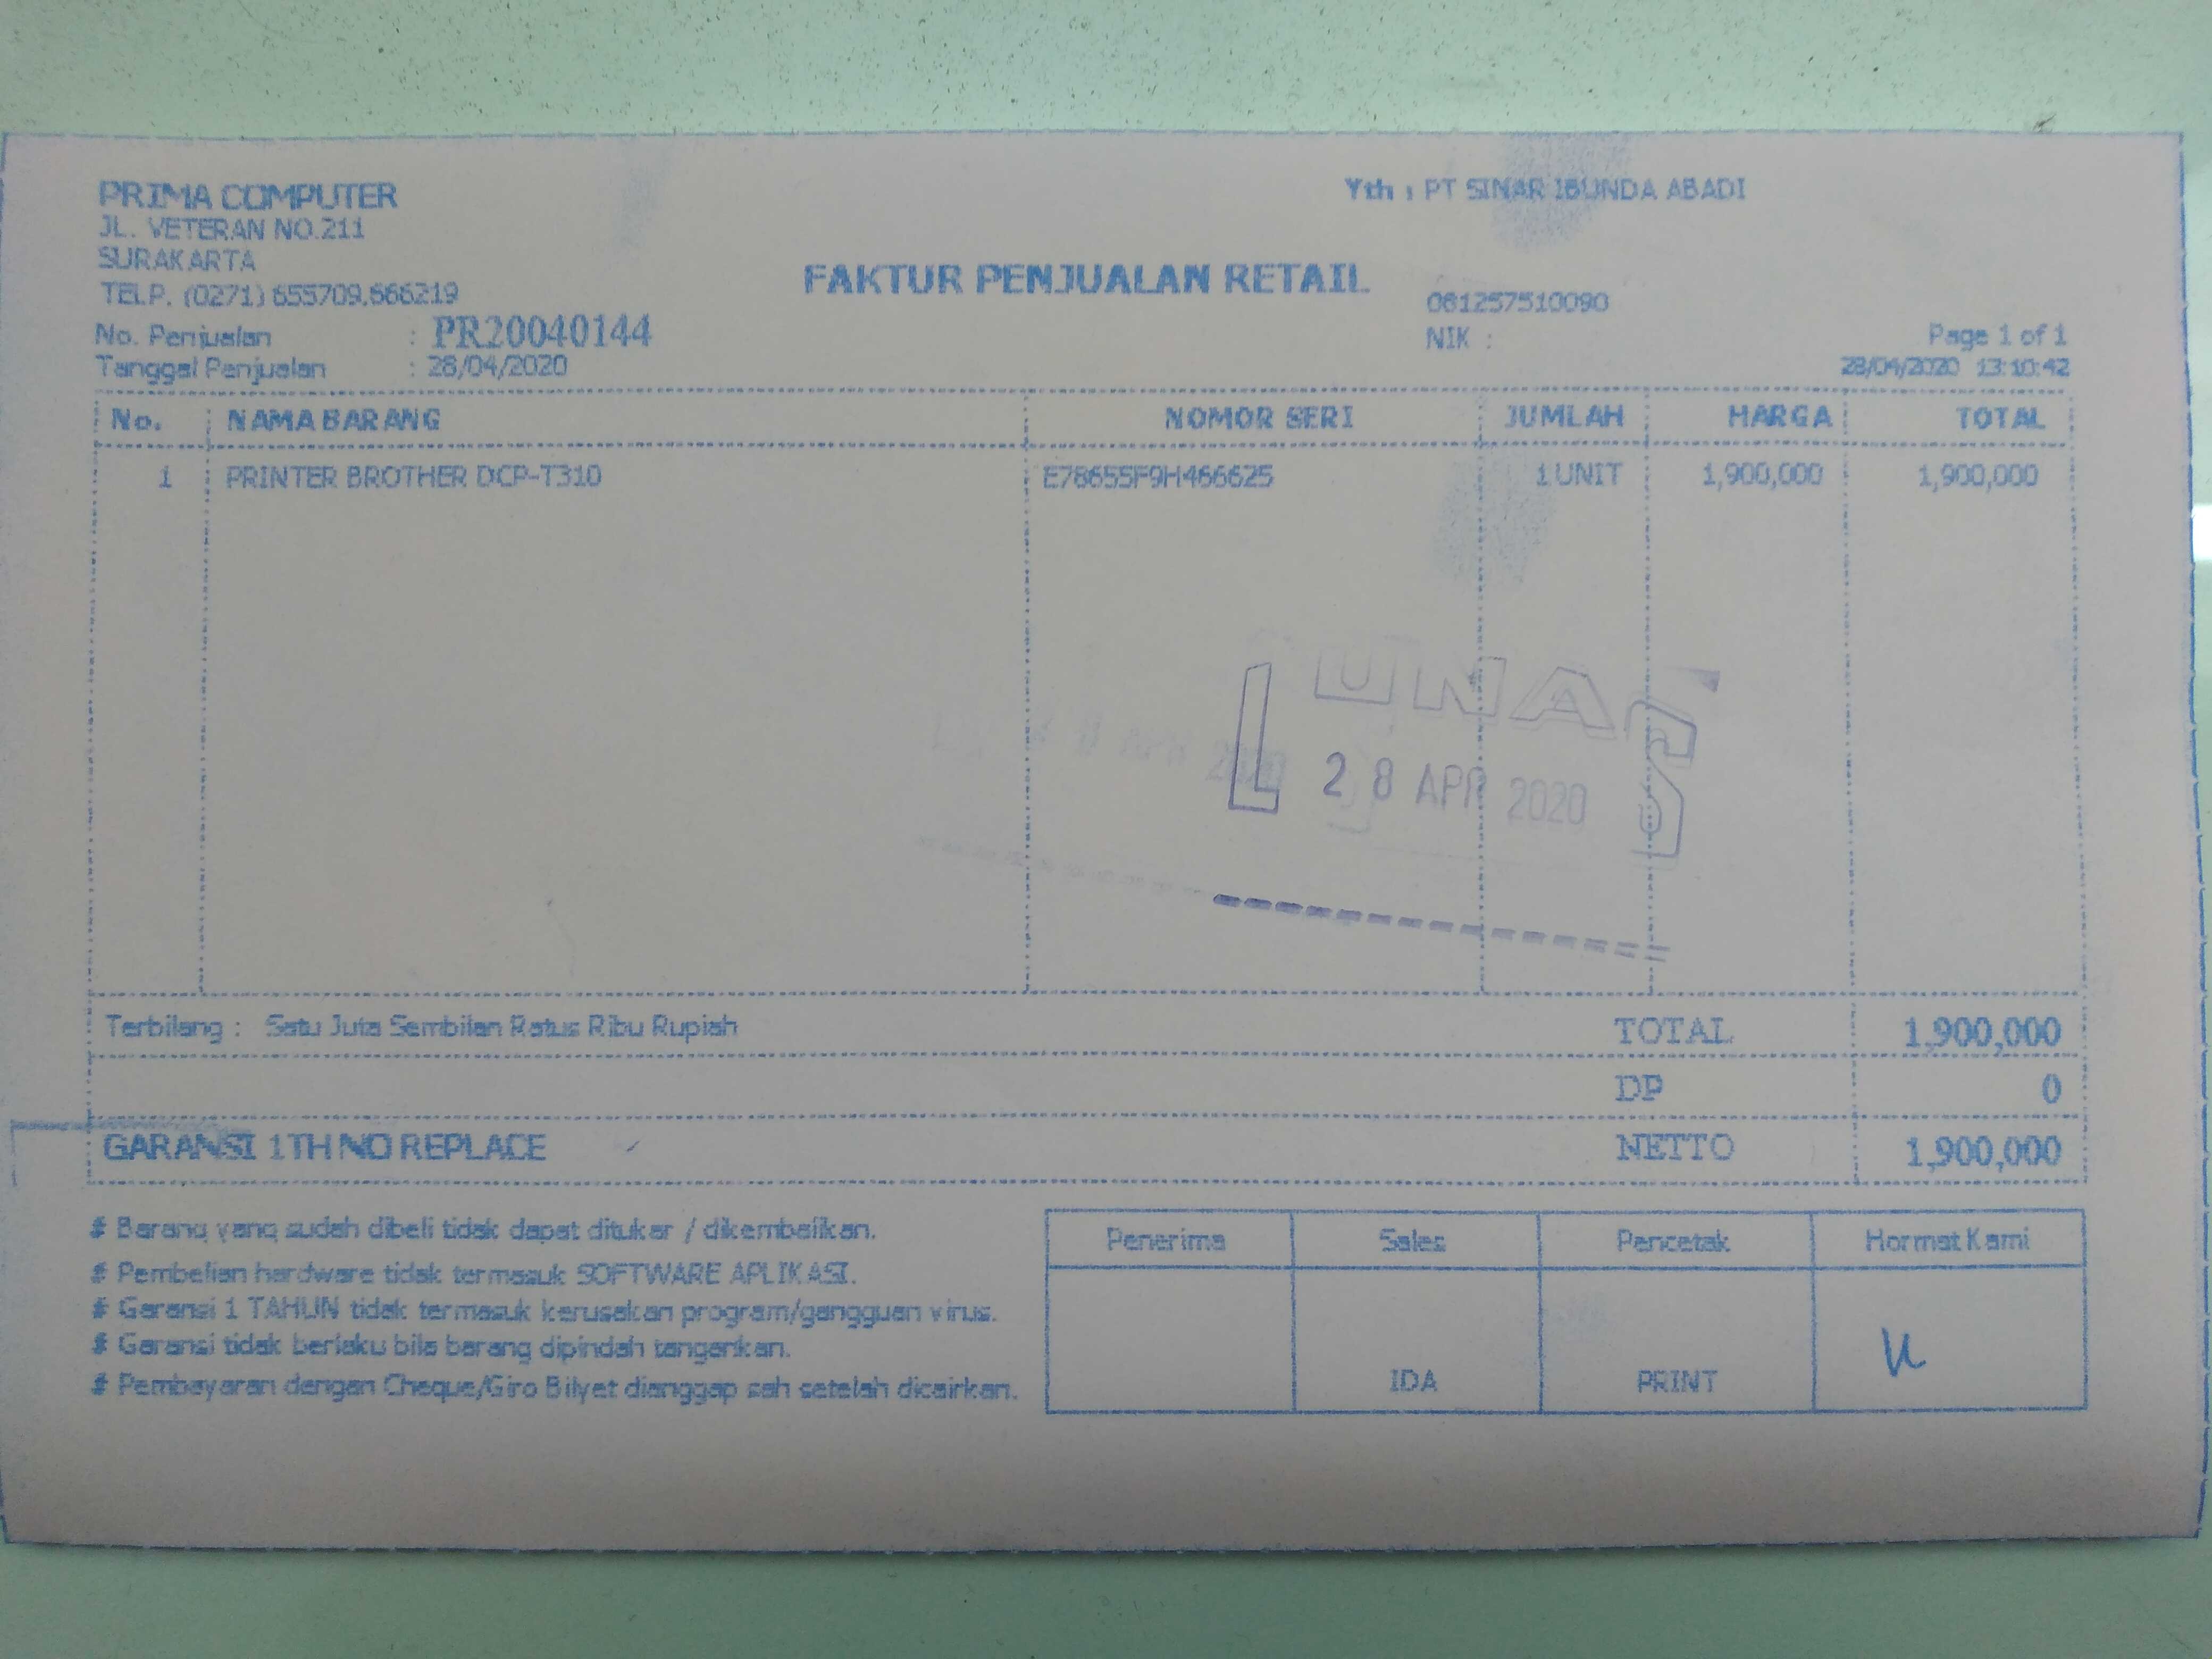 PRIMA COMPUTER
JL. VETERAN NO.211
SURAKARTA
TELP. (0271) 655709,666219
Yth : PT SINAR IBUNDA ABADI
FAKTUR PENJUALAN RETAIL
081257510090
NIK :
No. Penjualan : PR20040144
Tanggal Penjualan : 28/04/2020
Page 1 of 1
28/04/2020 13:10:42
No. NAMA BARANG NOMOR SERI JUMLAH HARGA TOTAL
1 PRINTER BROTHER DCP-T310 E78655F9H466625 1 UNIT 1,900,000 1,900,000
LUNAS
28 APR 2020
Terbilang : Satu Juta Sembilan Ratus Ribu Rupiah TOTAL 1,900,000
DP 0
GARANSI 1TH NO REPLACE NETTO 1,900,000
# Barang yang sudah dibeli tidak dapat ditukar / dikembalikan.
# Pembelian hardware tidak termasuk SOFTWARE APLIKASI.
# Garansi 1 TAHUN tidak termasuk kerusakan program/gangguan virus.
# Garansi tidak berlaku bila barang dipindah tangankan.
# Pembayaran dengan Cheque/Giro Bilyet dianggap sah setelah dicairkan.
Penerima Sales Pencetak Hormat Kami
IDA PRINT